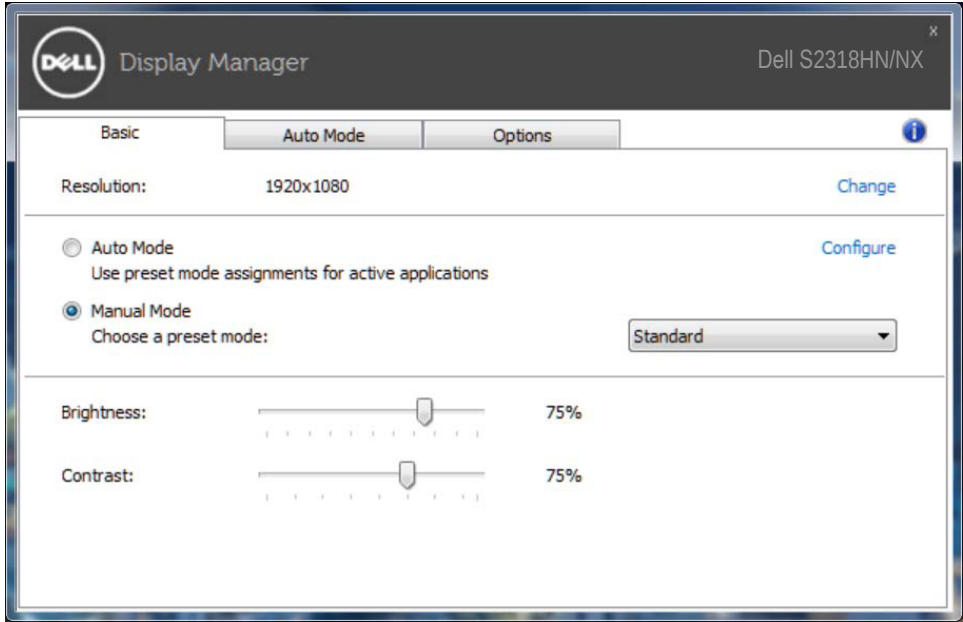 x
DELL Display Manager Dell S2318HN/NX
Basic Auto Mode Options i
Resolution: 1920x1080 Change
Auto Mode Configure
Use preset mode assignments for active applications
Manual Mode
Choose a preset mode: Standard
Brightness: 75%
Contrast: 75%